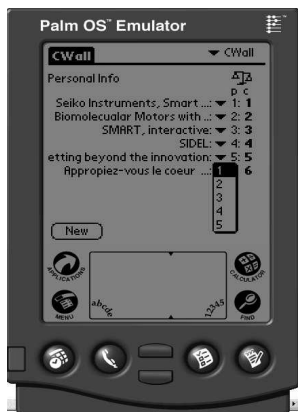 Palm OS™ Emulator
CWall ▼ CWall
Personal Info
p c
Seiko Instruments, Smart ...: ▼ 1: 1
Biomolecualar Motors with ..: ▼ 2: 2
SMART, interactive: ▼ 3: 3
SIDEL: ▼ 4: 4
etting beyond the innovation: ▼ 5: 5
Appropiez-vous le coeur ...: 1 6
2
3
4
5
New
APPLICATIONS
CALCULATOR
MENU
abcde
12345
FIND